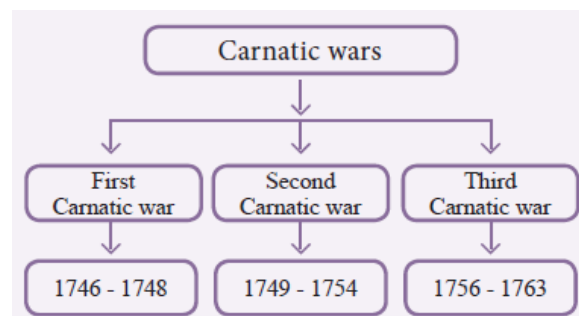 Carnatic wars
First
Carnatic war
Second
Carnatic war
Third
Carnatic war
1746 - 1748
1749 - 1754
1756 - 1763